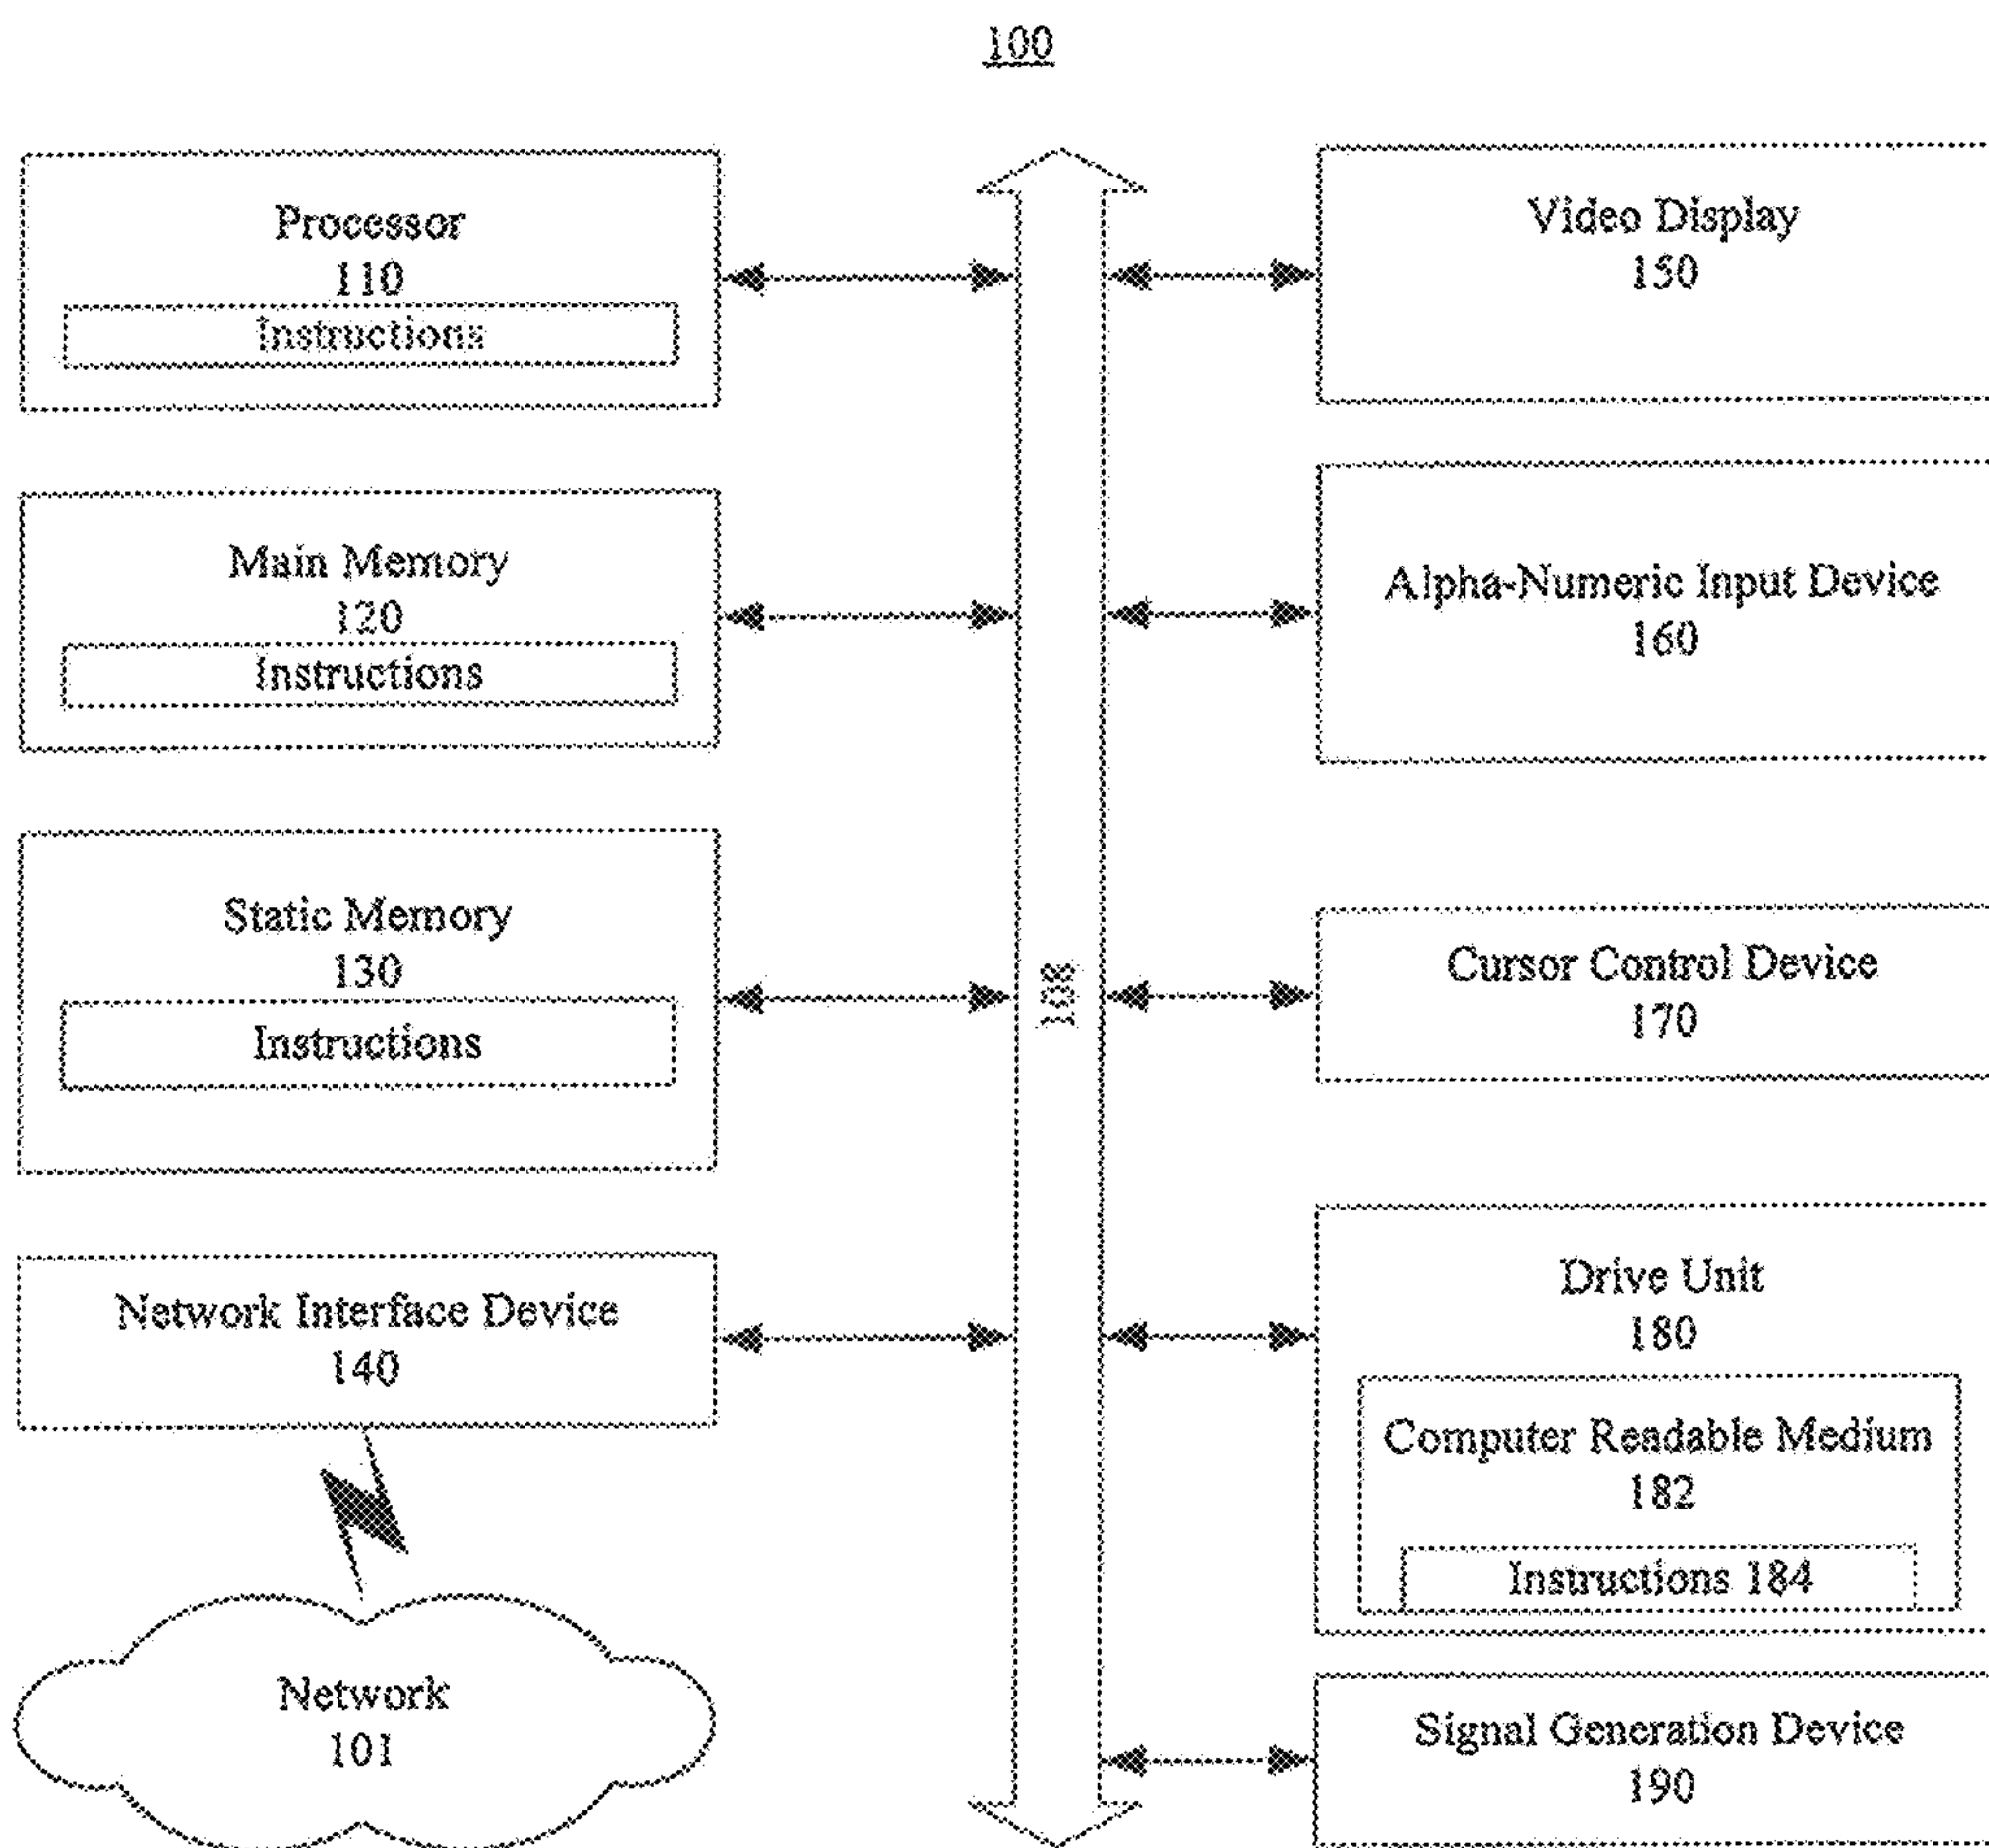 100
Processor
110
Instructions
Main Memory
120
Instructions
Static Memory
130
Instructions
Network Interface Device
140
Network
101
108
Video Display
150
Alpha-Numeric Input Device
160
Cursor Control Device
170
Drive Unit
180
Computer Readable Medium
182
Instructions 184
Signal Generation Device
190